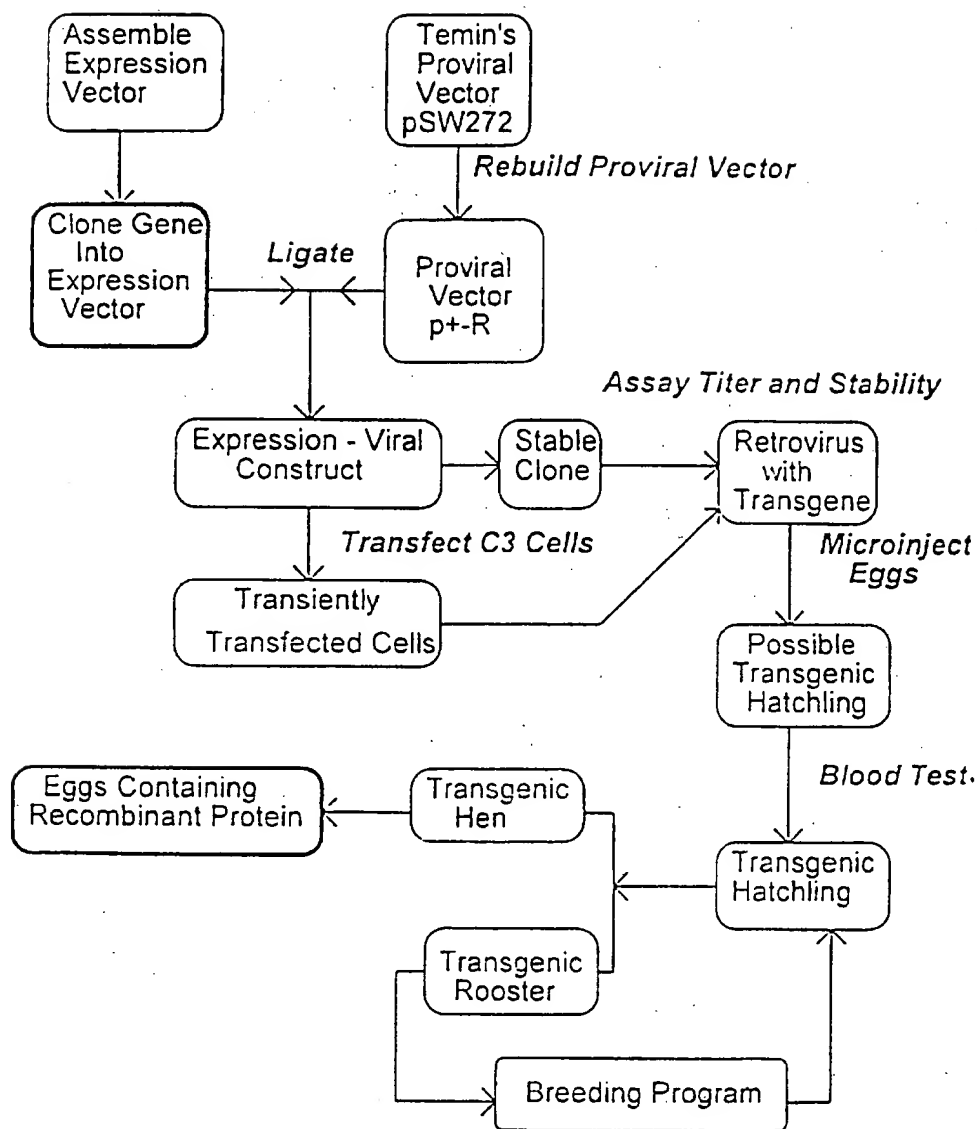 Assemble
Expression
Vector
Temin's
Proviral
Vector
pSW272
Rebuild Proviral Vector
Clone Gene
Into
Expression
Vector
Ligate
Proviral
Vector
p+-R
Assay Titer and Stability
Expression - Viral
Construct
Stable
Clone
Retrovirus
with
Transgene
Transfect C3 Cells
Microinject
Eggs
Transiently
Transfected Cells
Possible
Transgenic
Hatchling
Blood Test.
Eggs Containing
Recombinant Protein
Transgenic
Hen
Transgenic
Hatchling
Transgenic
Rooster
Breeding Program